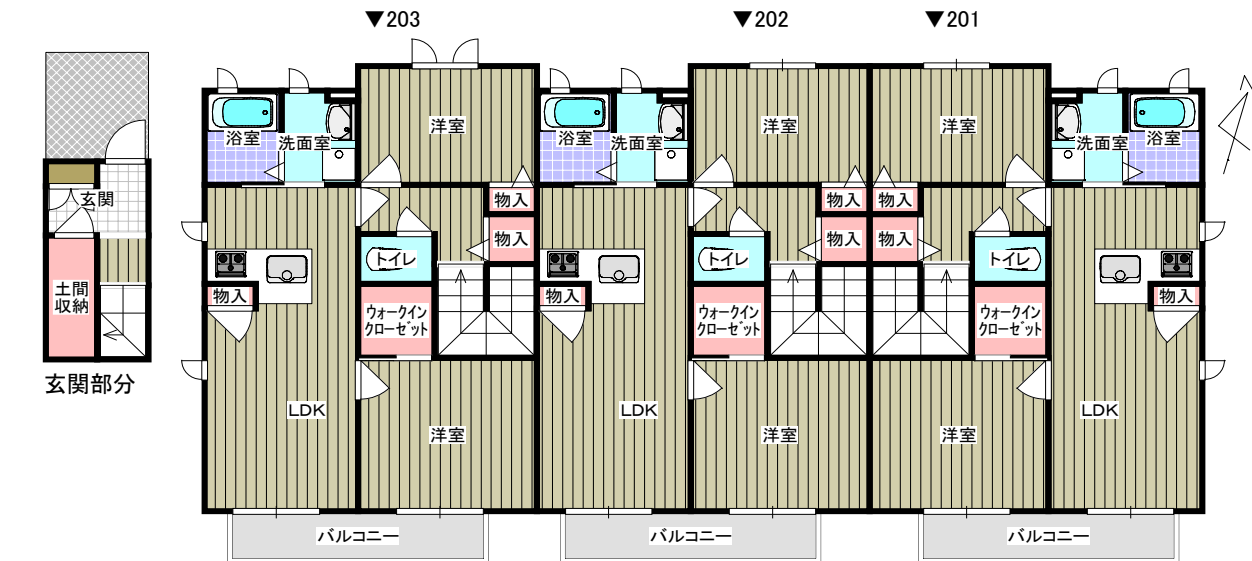 ▼203
▼202
▼201
浴室
洗面室
洋室
浴室
洗面室
洋室
洋室
洗面室
浴室
玄関
物入
物入
物入
物入
物入
物入
トイレ
トイレ
トイレ
土間
収納
物入
ウォークイン
クローゼット
物入
ウォークイン
クローゼット
ウォークイン
クローゼット
物入
玄関部分
LDK
洋室
LDK
洋室
洋室
LDK
バルコニー
バルコニー
バルコニー